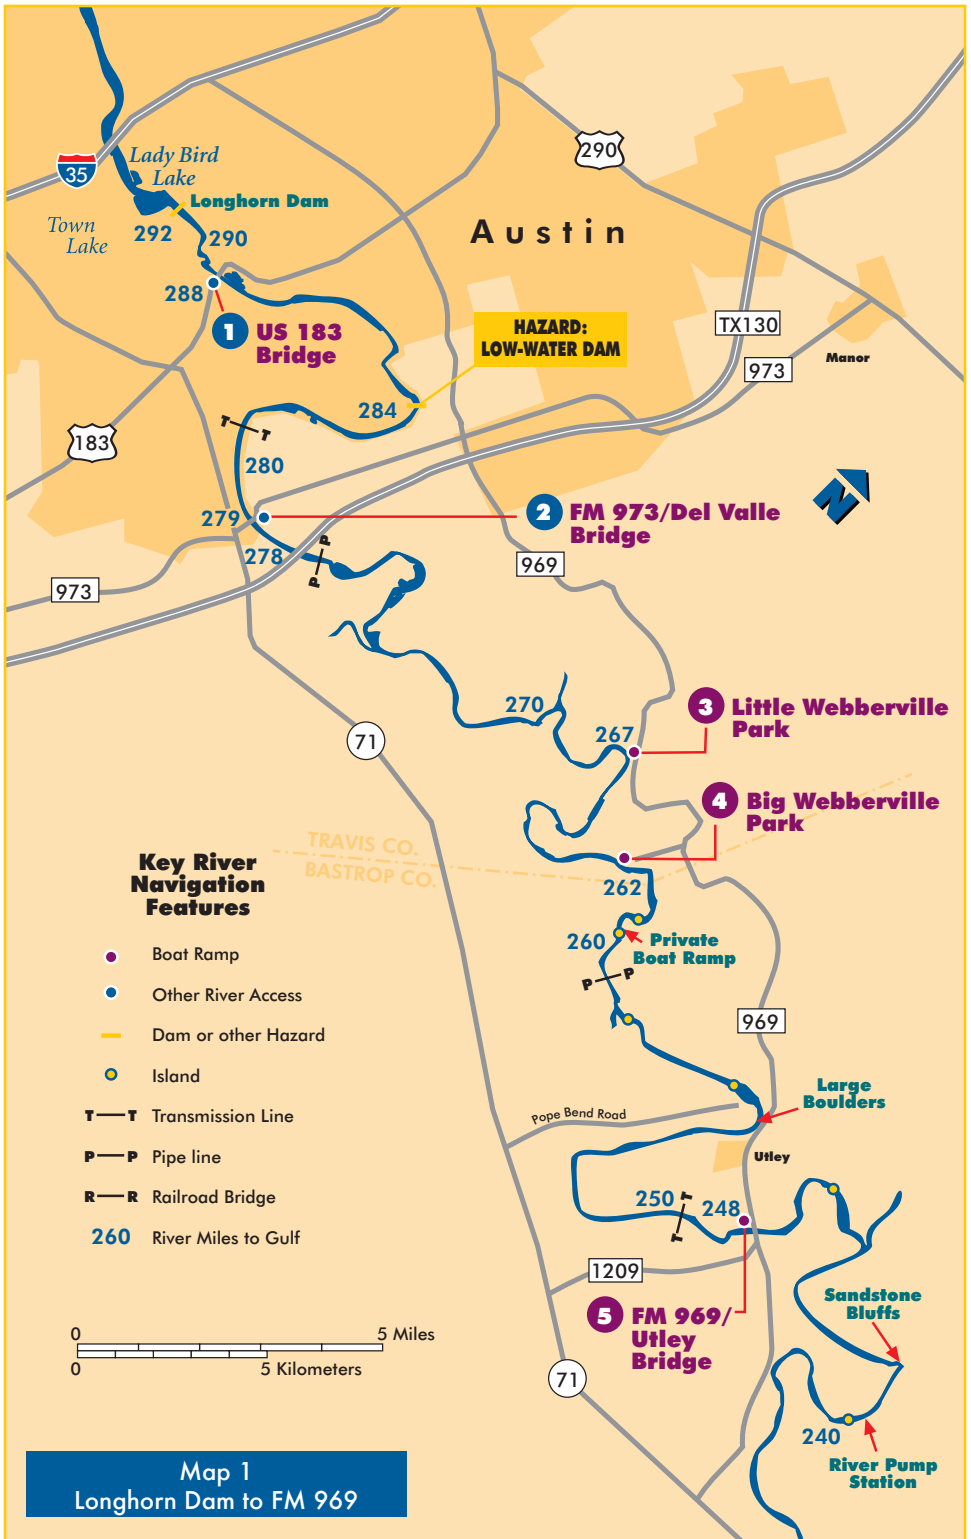 35
Lady Bird
Lake
Longhorn Dam
Town
Lake
292
290
288
1
US 183
Bridge
290
Austin
HAZARD:
LOW-WATER DAM
TX130
973
Manor
284
T
T
183
280
279
2
FM 973/Del Valle
Bridge
N
278
P
P
973
969
270
267
3
Little Webberville
Park
71
4
Big Webberville
Park
TRAVIS CO.
BASTROP CO.
262
260
Private
Boat Ramp
P
P
969
Large
Boulders
Pope Bend Road
Utley
250
T
T
248
1209
5
FM 969/
Utley
Bridge
Sandstone
Bluffs
71
240
River Pump
Station
Key River
Navigation
Features
Boat Ramp
Other River Access
Dam or other Hazard
Island
T T Transmission Line
P P Pipe line
R R Railroad Bridge
260 River Miles to Gulf
0 5 Miles
0 5 Kilometers
Map 1
Longhorn Dam to FM 969